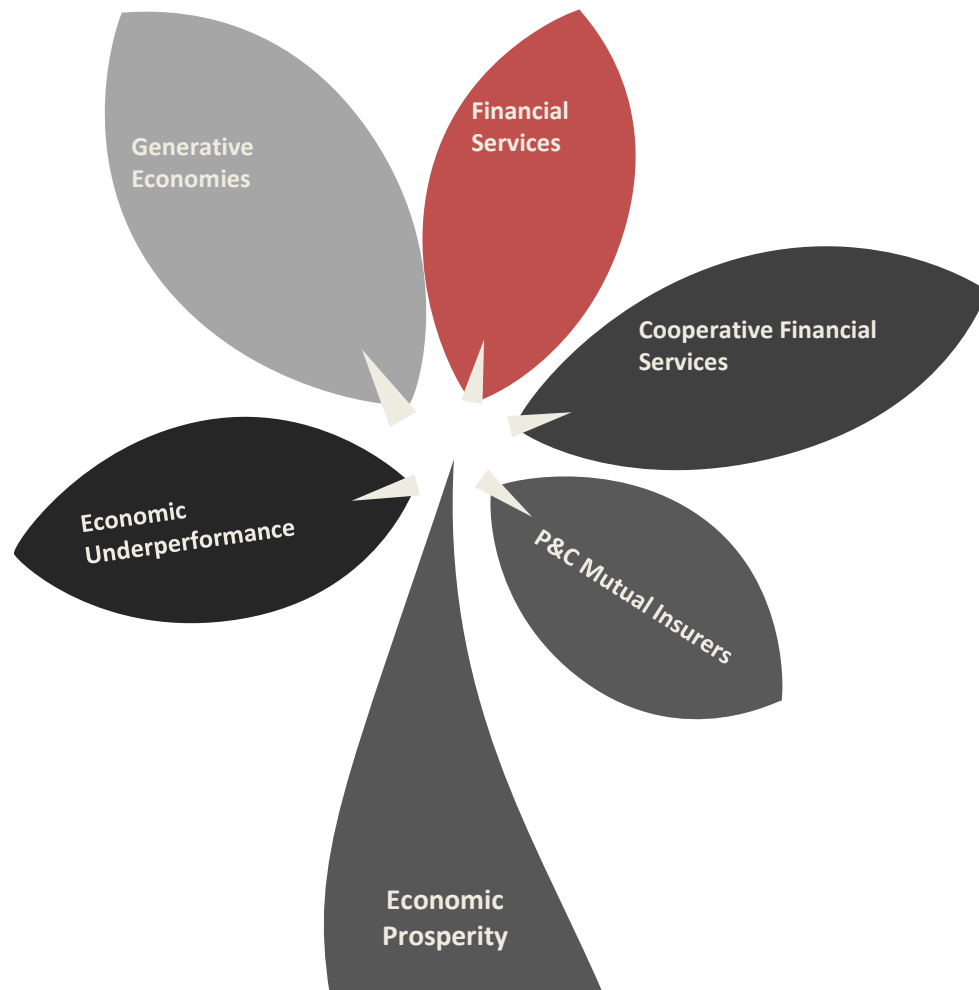 Generative
Economies
Financial
Services
Cooperative Financial
Services
Economic
Underperformance
P&C Mutual Insurers
Economic
Prosperity